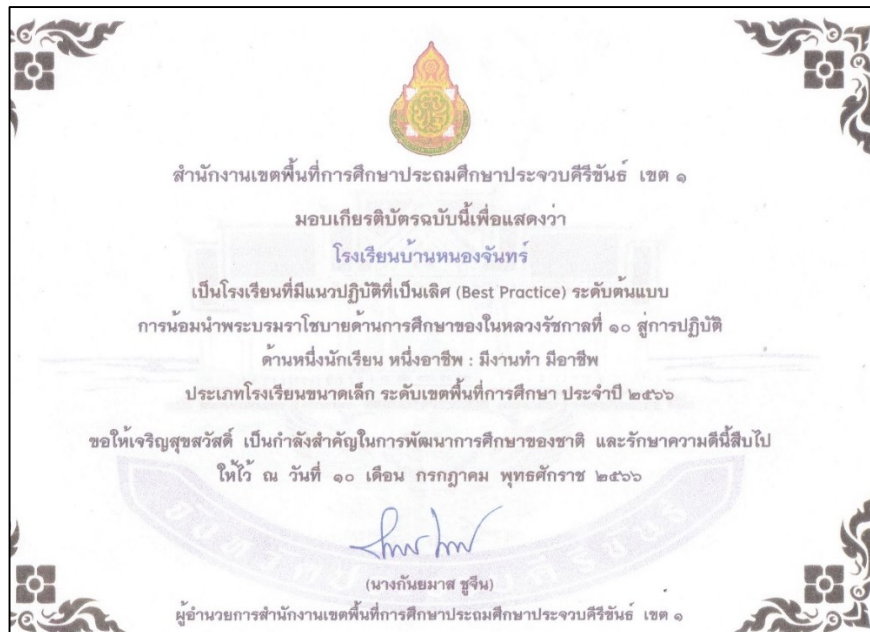 สำนักงานเขตพื้นที่การศึกษาประถมศึกษาประจวบคีรีขันธ์ เขต ๑
มอบเกียรติบัตรฉบับนี้เพื่อแสดงว่า
โรงเรียนบ้านหนองจันทร์
เป็นโรงเรียนที่มีแนวปฏิบัติที่เป็นเลิศ (Best Practice) ระดับต้นแบบ
การน้อมนำพระบรมราโชบายด้านการศึกษาของในหลวงรัชกาลที่ ๑๐ สู่การปฏิบัติ
ด้านหนึ่งนักเรียน หนึ่งอาชีพ : มีงานทำ มีอาชีพ
ประเภทโรงเรียนขนาดเล็ก ระดับเขตพื้นที่การศึกษา ประจำปี ๒๕๖๖
ขอให้เจริญสุขสวัสดิ์ เป็นกำลังสำคัญในการพัฒนาการศึกษาของชาติ และรักษาความดีนี้สืบไป
ให้ไว้ ณ วันที่ ๑๐ เดือน กรกฎาคม พุทธศักราช ๒๕๖๖
(นางกันยมาส ชูจีน)
ผู้อำนวยการสำนักงานเขตพื้นที่การศึกษาประถมศึกษาประจวบคีรีขันธ์ เขต ๑